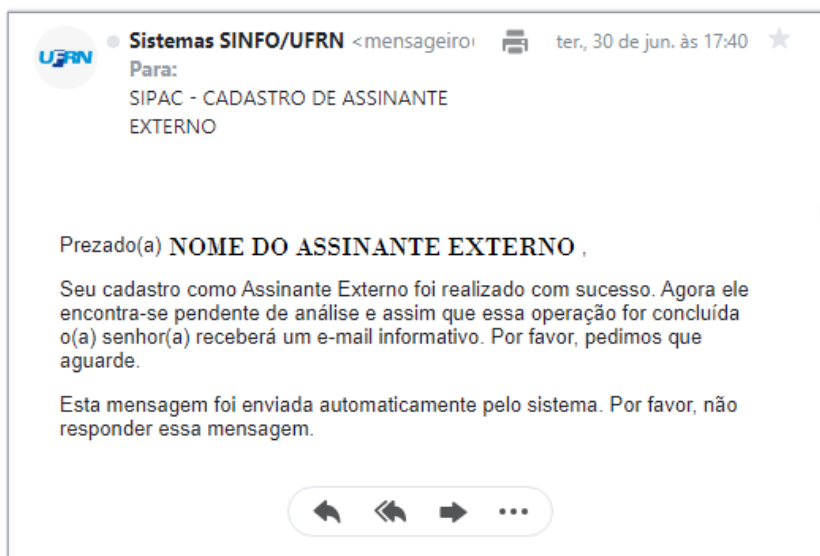 UFRN
Sistemas SINFO/UFRN <mensageiro ter., 30 de jun. às 17:40
Para:
SIPAC - CADASTRO DE ASSINANTE
EXTERNO
Prezado(a) NOME DO ASSINANTE EXTERNO ,
Seu cadastro como Assinante Externo foi realizado com sucesso. Agora ele
encontra-se pendente de análise e assim que essa operação for concluída
o(a) senhor(a) receberá um e-mail informativo. Por favor, pedimos que
aguarde.
Esta mensagem foi enviada automaticamente pelo sistema. Por favor, não
responder essa mensagem.